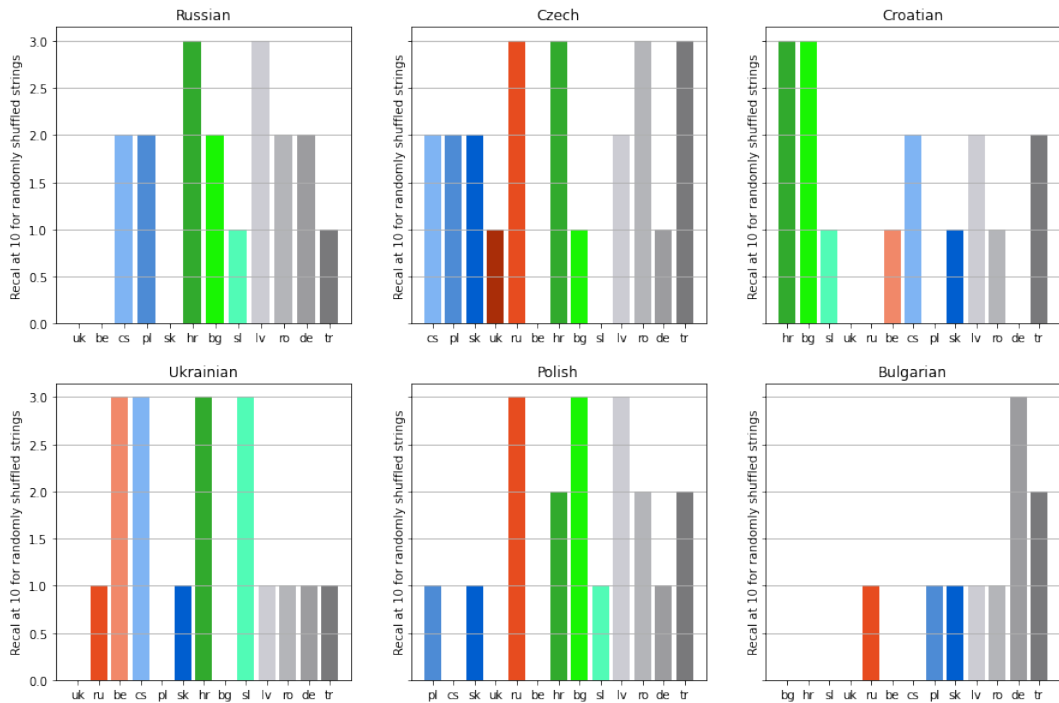 Russian
Recal at 10 for randomly shuffled strings
3.0
2.5
2.0
1.5
1.0
0.5
0.0
uk be cs pl sk hr bg sl lv ro de tr
Czech
Recal at 10 for randomly shuffled strings
cs pl sk uk ru be hr bg sl lv ro de tr
Croatian
Recal at 10 for randomly shuffled strings
hr bg sl uk ru be cs pl sk lv ro de tr
Ukrainian
Recal at 10 for randomly shuffled strings
3.0
2.5
2.0
1.5
1.0
0.5
0.0
uk ru be cs pl sk hr bg sl lv ro de tr
Polish
Recal at 10 for randomly shuffled strings
pl cs sk uk ru be hr bg sl lv ro de tr
Bulgarian
Recal at 10 for randomly shuffled strings
bg hr sl uk ru be cs pl sk lv ro de tr